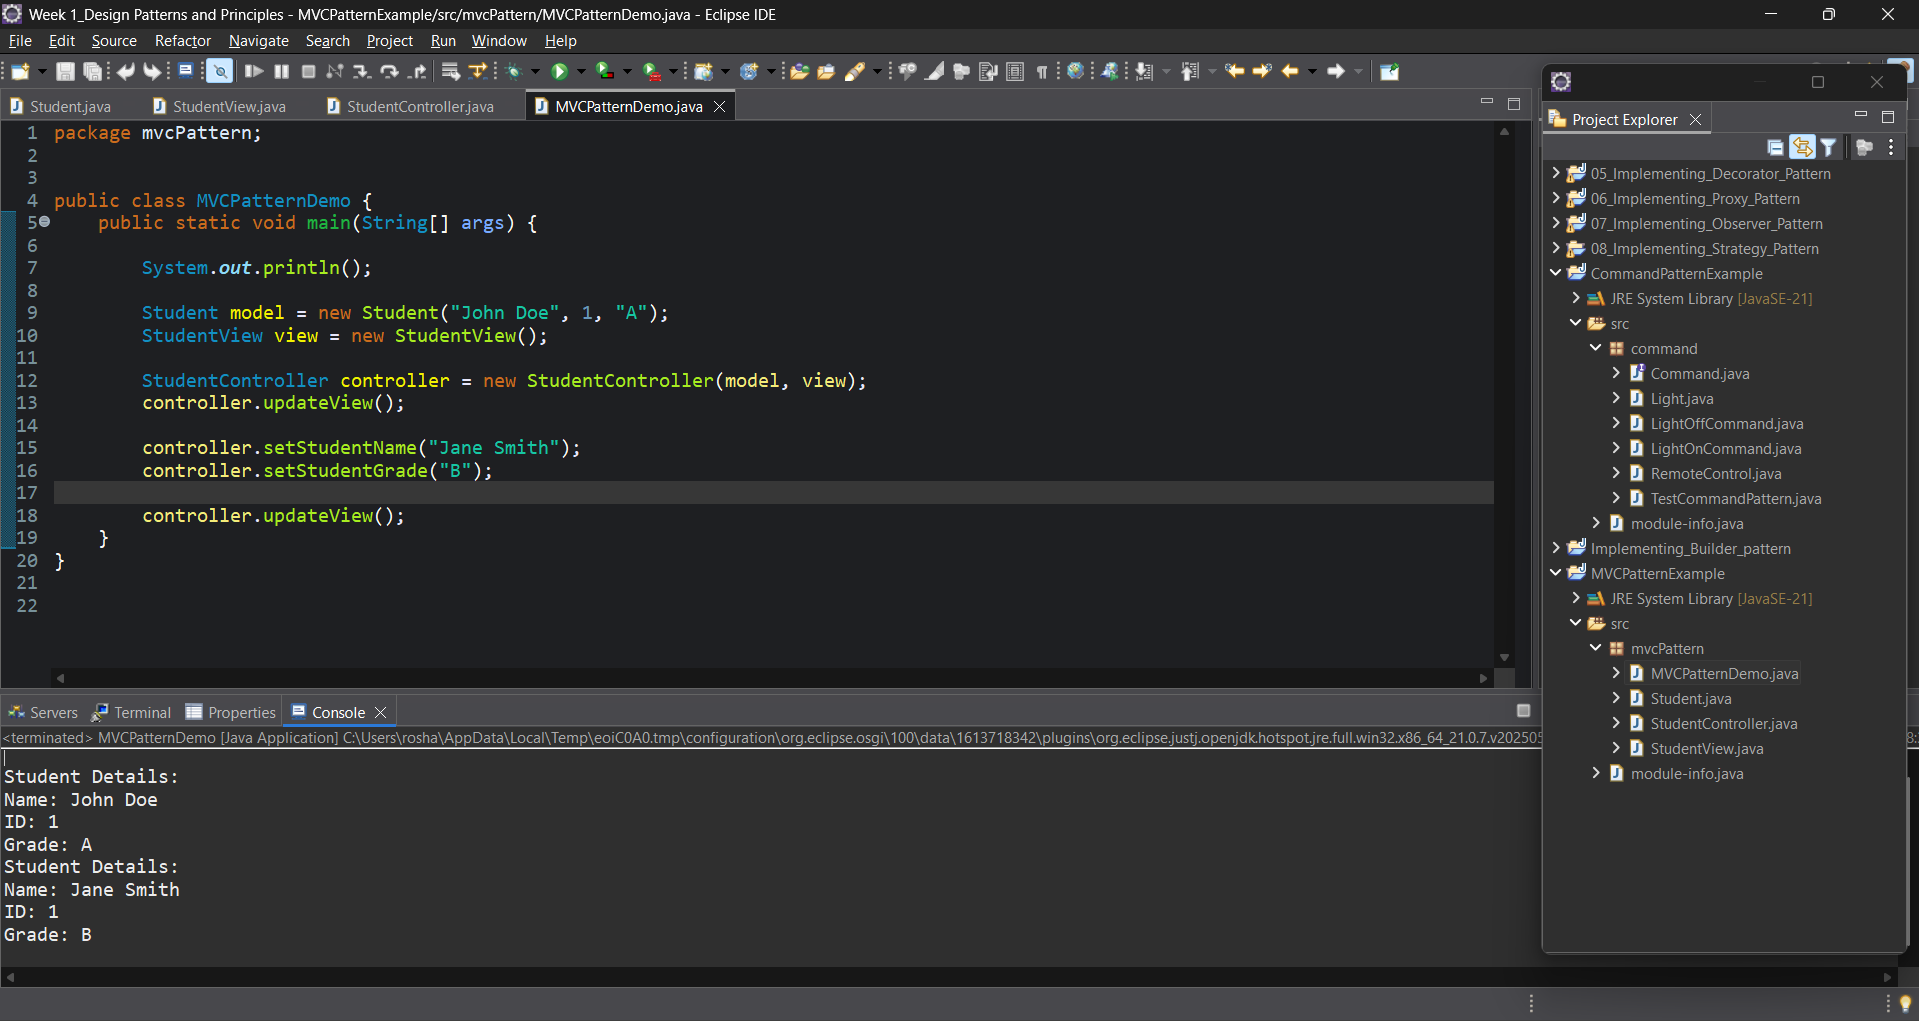 Week 1_Design Patterns and Principles - MVCPatternExample/src/mvcPattern/MVCPatternDemo.java - Eclipse IDE
File Edit Source Refactor Navigate Search Project Run Window Help
Student.java StudentView.java StudentController.java MVCPatternDemo.java
1 package mvcPattern;
2
3
4 public class MVCPatternDemo {
5 public static void main(String[] args) {
6
7 System.out.println();
8
9 Student model = new Student("John Doe", 1, "A");
10 StudentView view = new StudentView();
11
12 StudentController controller = new StudentController(model, view);
13 controller.updateView();
14
15 controller.setStudentName("Jane Smith");
16 controller.setStudentGrade("B");
17
18 controller.updateView();
19 }
20 }
21
22
Servers Terminal Properties Console
<terminated> MVCPatternDemo [Java Application] C:\Users\rosha\AppData\Local\Temp\eoiC0A0.tmp\configuration\org.eclipse.osgi\100\data\1613718342\plugins\org.eclipse.justj.openjdk.hotspot.jre.full.win32.x86_64_21.0.7.v202505
Student Details:
Name: John Doe
ID: 1
Grade: A
Student Details:
Name: Jane Smith
ID: 1
Grade: B
Project Explorer
05_Implementing_Decorator_Pattern
06_Implementing_Proxy_Pattern
07_Implementing_Observer_Pattern
08_Implementing_Strategy_Pattern
CommandPatternExample
JRE System Library [JavaSE-21]
src
command
Command.java
Light.java
LightOffCommand.java
LightOnCommand.java
RemoteControl.java
TestCommandPattern.java
module-info.java
Implementing_Builder_pattern
MVCPatternExample
JRE System Library [JavaSE-21]
src
mvcPattern
MVCPatternDemo.java
Student.java
StudentController.java
StudentView.java
module-info.java